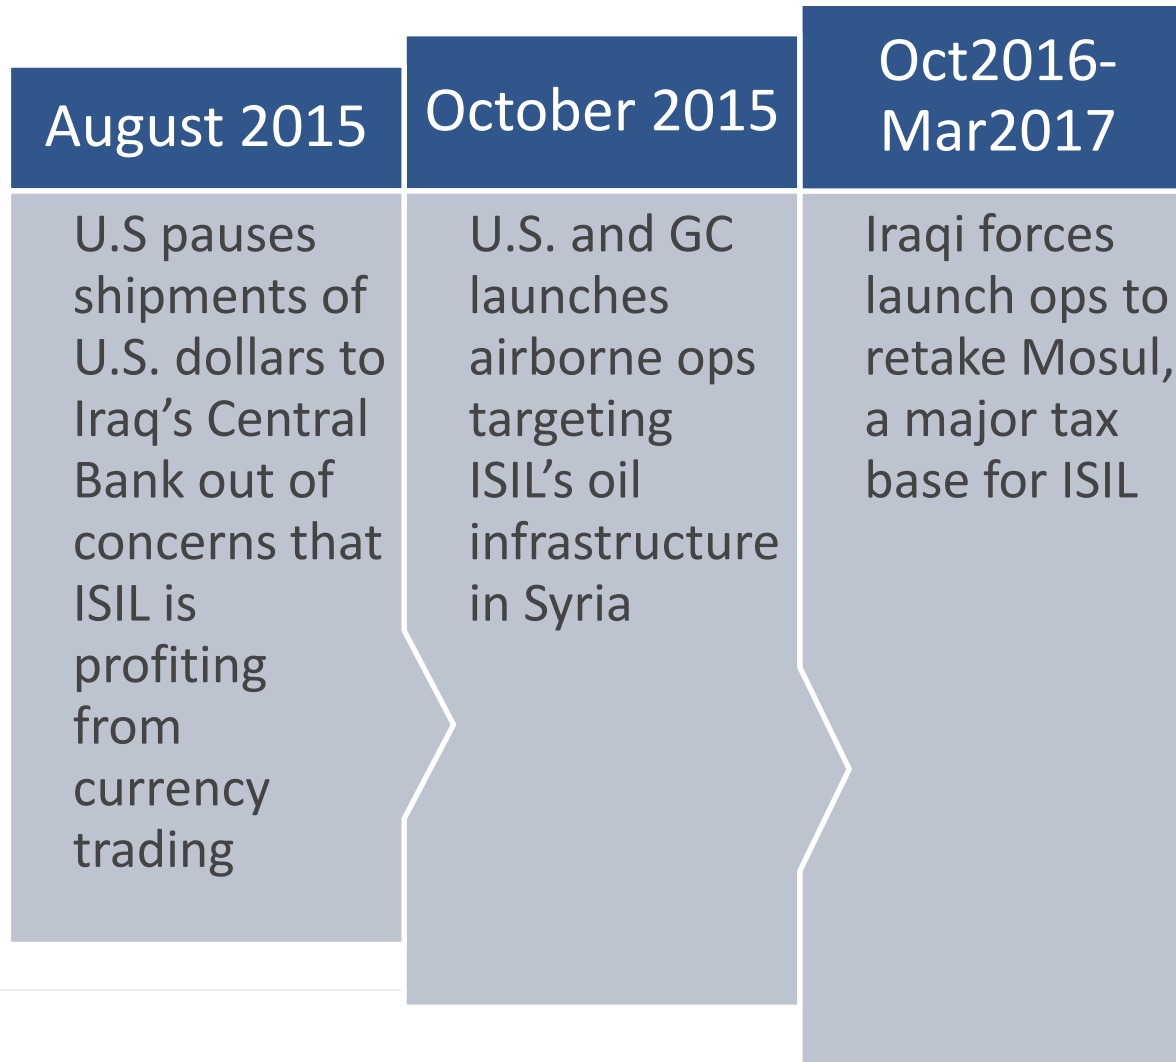 August 2015
U.S pauses
shipments of
U.S. dollars to
Iraq’s Central
Bank out of
concerns that
ISIL is
profiting
from
currency
trading
October 2015
U.S. and GC
launches
airborne ops
targeting
ISIL’s oil
infrastructure
in Syria
Oct2016-
Mar2017
Iraqi forces
launch ops to
retake Mosul,
a major tax
base for ISIL